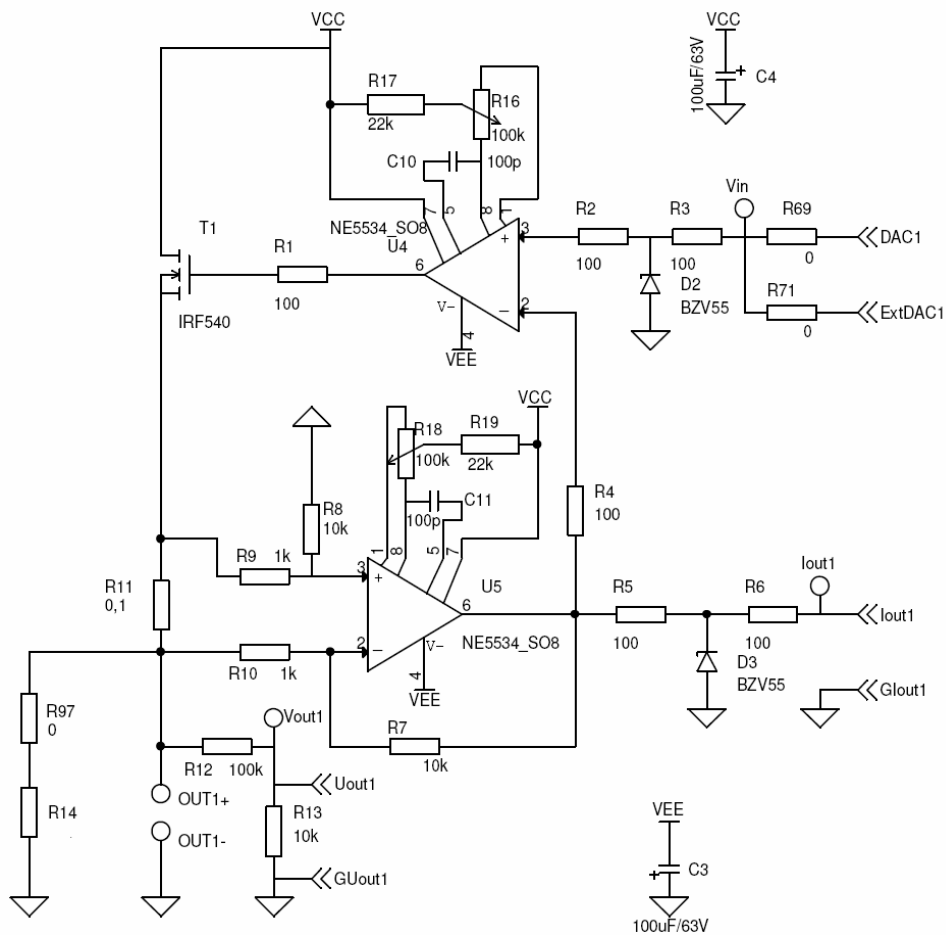 VCC
VCC
100uF/63V
C4
R17
22k
R16
100k
C10
100p
7
5
8
1
NE5534_SO8
U4
+
3
6
V-
4
VEE
−
2
T1
IRF540
R1
100
R2
100
R3
100
D2
BZV55
Vin
R69
0
DAC1
R71
0
ExtDAC1
VCC
R18
100k
R19
22k
C11
100p
1
8
5
7
R8
10k
R4
100
R9
1k
3
+
U5
6
NE5534_SO8
R11
0,1
2
−
V-
4
VEE
R10
1k
R5
100
R6
100
Iout1
Iout1
D3
BZV55
GIout1
R97
0
Vout1
R7
10k
R12
100k
Uout1
R14
OUT1+
R13
10k
OUT1-
GUout1
VEE
C3
100uF/63V